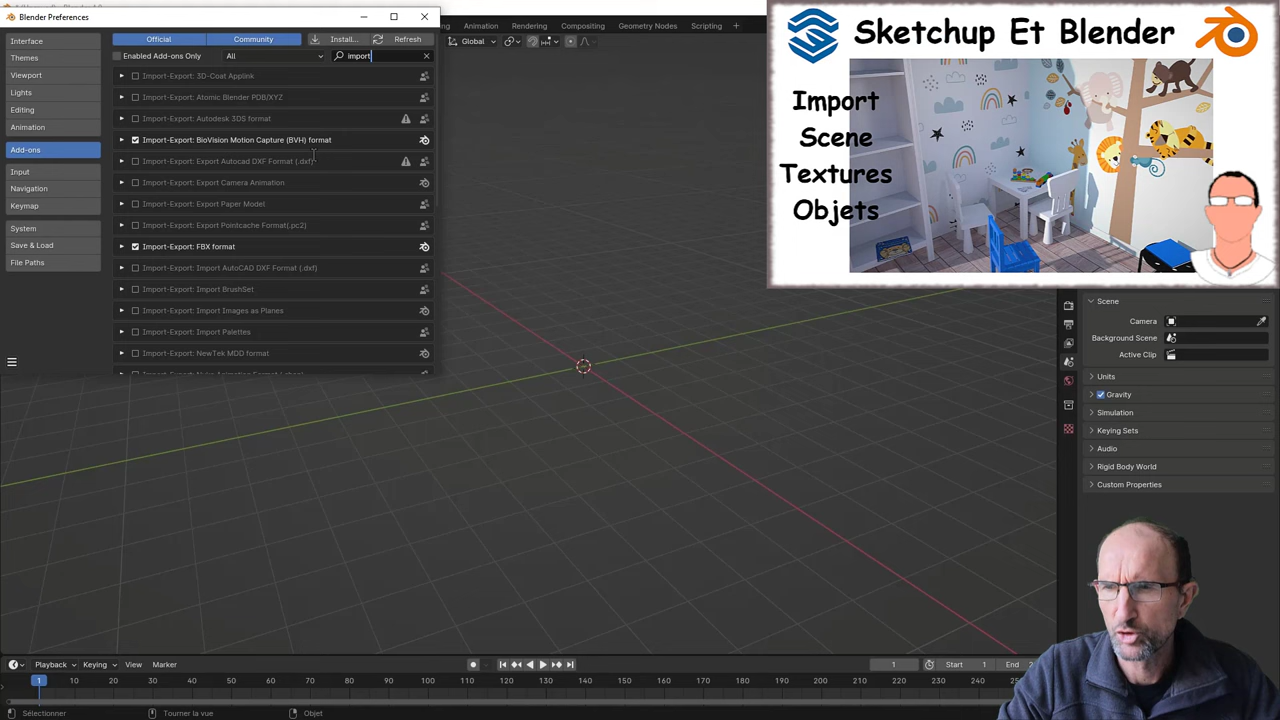 Blender Preferences
Interface
Themes
Viewport
Lights
Editing
Animation
Add-ons
Input
Navigation
Keymap
System
Save & Load
File Paths
Official
Community
Install...
Refresh
Enabled Add-ons Only
All
import
Import-Export: 3D-Coat Applink
Import-Export: Atomic Blender PDB/XYZ
Import-Export: Autodesk 3DS format
Import-Export: BioVision Motion Capture (BVH) format
Import-Export: Export Autocad DXF Format (.dxf)
Import-Export: Export Camera Animation
Import-Export: Export Paper Model
Import-Export: Export Pointcache Format(.pc2)
Import-Export: FBX format
Import-Export: Import AutoCAD DXF Format (.dxf)
Import-Export: Import BrushSet
Import-Export: Import Images as Planes
Import-Export: Import Palettes
Import-Export: NewTek MDD format
Animation
Rendering
Compositing
Geometry Nodes
Scripting
Global
Sketchup Et Blender
Import
Scene
Textures
Objets
Scene
Camera
Background Scene
Active Clip
Units
Gravity
Simulation
Keying Sets
Audio
Rigid Body World
Custom Properties
Playback
Keying
View
Marker
1
Start 1
End
1 10 20 30 40 50 60 70 80 90 100 110 120 130 140 150 160 170 180 190 200 210 220 230 240 250
Sélectionner
Tourner la vue
Objet